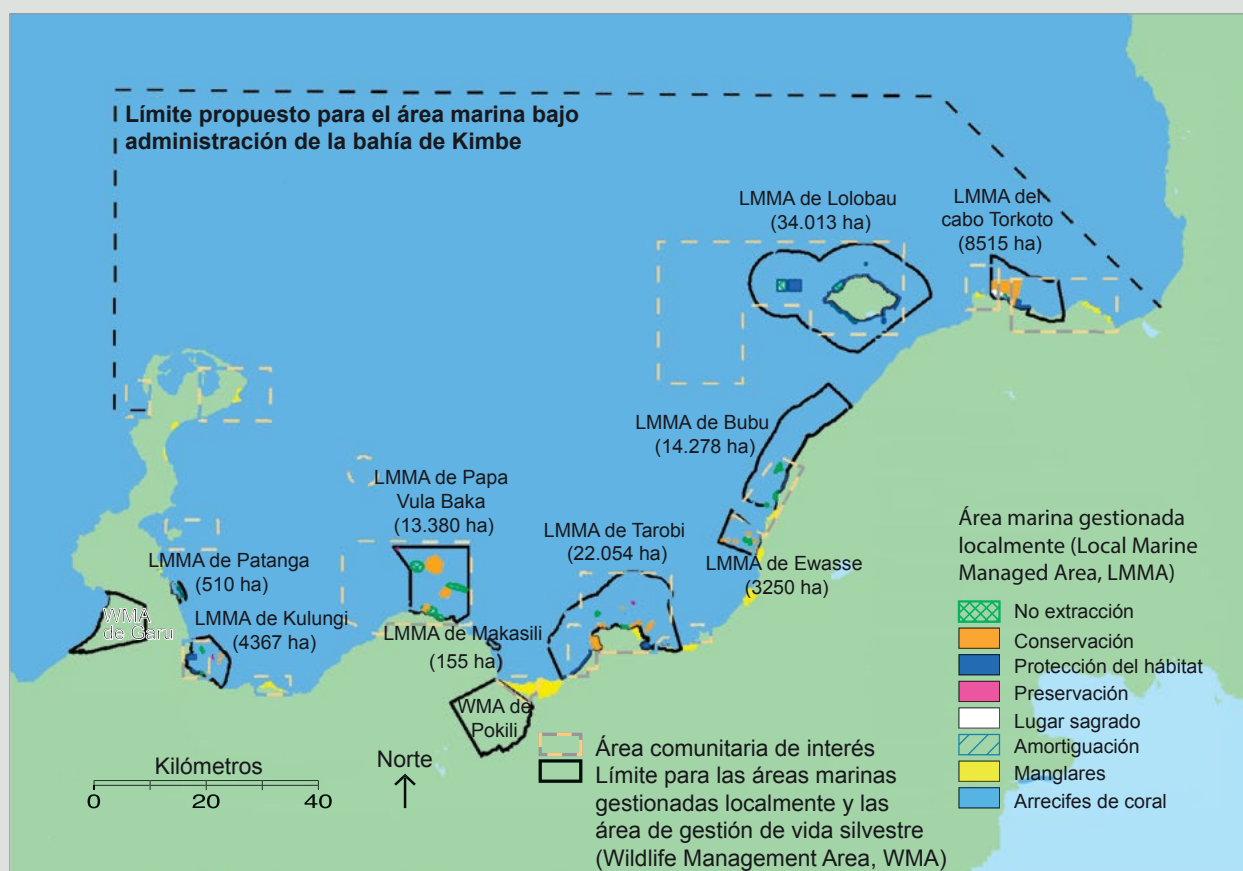 Límite propuesto para el área marina bajo
administración de la bahía de Kimbe
LMMA de Lolobau
(34.013 ha)
LMMA del
cabo Torkoto
(8515 ha)
LMMA de Bubu
(14.278 ha)
LMMA de Papa
Vula Baka
(13.380 ha)
LMMA de Tarobi
(22.054 ha)
LMMA de Ewasse
(3250 ha)
LMMA de Patanga
(510 ha)
WMA
de Garu
LMMA de Kulungi
(4367 ha)
LMMA de Makasili
(155 ha)
WMA de
Pokili
Área marina gestionada
localmente (Local Marine
Managed Area, LMMA)
No extracción
Conservación
Protección del hábitat
Preservación
Lugar sagrado
Amortiguación
Manglares
Arrecifes de coral
Kilómetros
0 20 40
Norte
Área comunitaria de interés
Límite para las áreas marinas
gestionadas localmente y las
área de gestión de vida silvestre
(Wildlife Management Area, WMA)